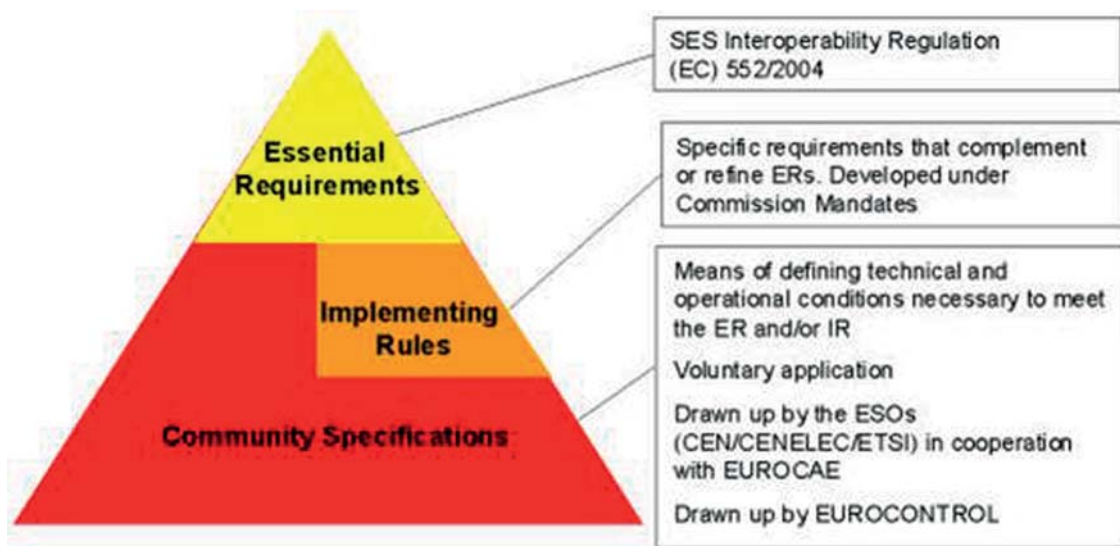 Essential
Requirements
Implementing
Rules
Community Specifications
SES Interoperability Regulation
(EC) 552/2004
Specific requirements that complement
or refine ERs. Developed under
Commission Mandates
Means of defining technical and
operational conditions necessary to meet
the ER and/or IR
Voluntary application
Drawn up by the ESOs
(CEN/CENELEC/ETSI) in cooperation
with EUROCAE
Drawn up by EUROCONTROL